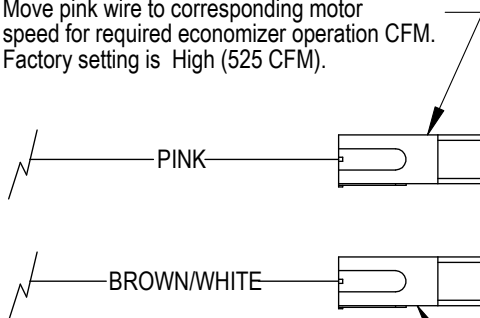 Move pink wire to corresponding motor
speed for required economizer operation CFM.
Factory setting is High (525 CFM).
PINK
BROWN/WHITE